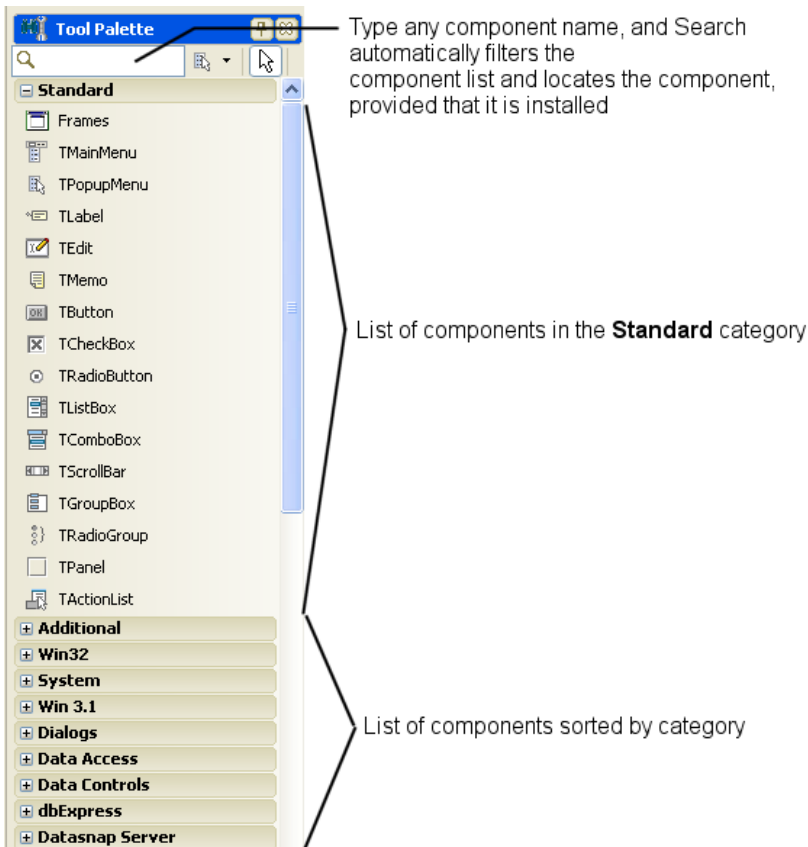 Tool Palette
Type any component name, and Search
automatically filters the
component list and locates the component,
provided that it is installed
Standard
Frames
TMainMenu
TPopupMenu
TLabel
TEdit
TMemo
OK TButton
TCheckBox
TRadioButton
TListBox
TComboBox
TScrollBar
TGroupBox
TRadioGroup
TPanel
TActionList
List of components in the Standard category
Additional
Win32
System
Win 3.1
Dialogs
Data Access
Data Controls
dbExpress
Datasnap Server
List of components sorted by category